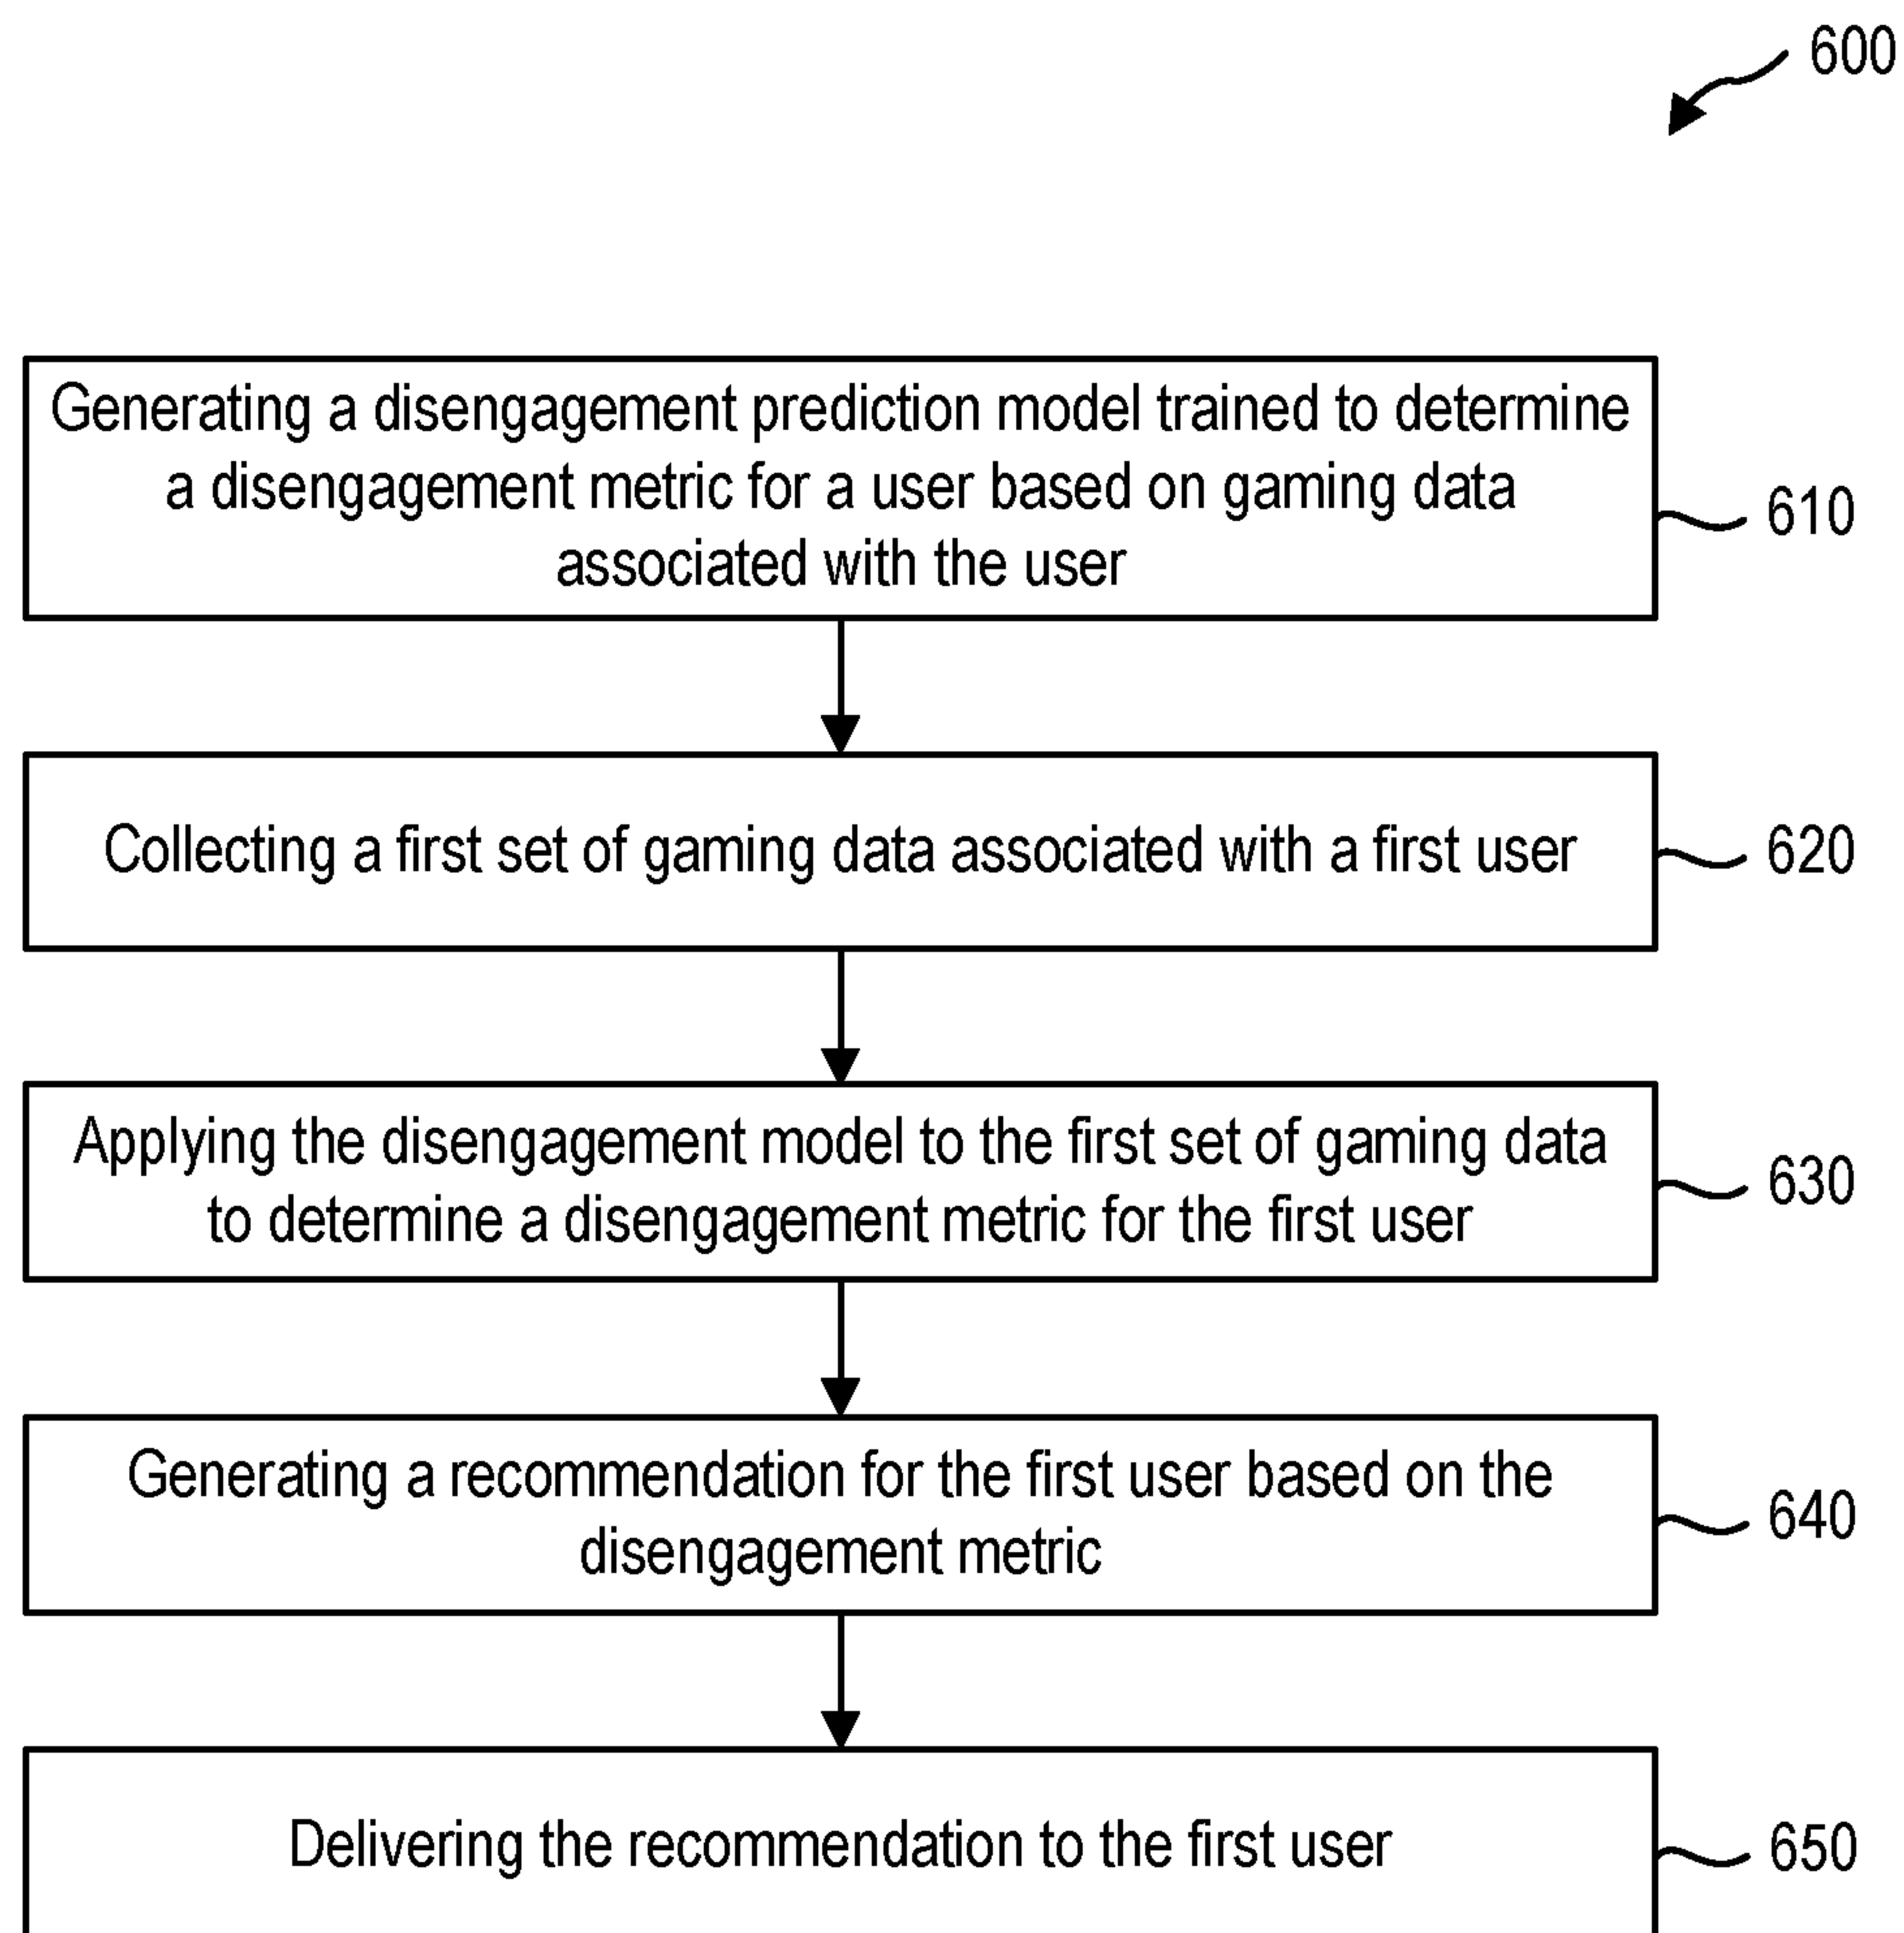 600
Generating a disengagement prediction model trained to determine
a disengagement metric for a user based on gaming data
associated with the user
610
Collecting a first set of gaming data associated with a first user
620
Applying the disengagement model to the first set of gaming data
to determine a disengagement metric for the first user
630
Generating a recommendation for the first user based on the
disengagement metric
640
Delivering the recommendation to the first user
650